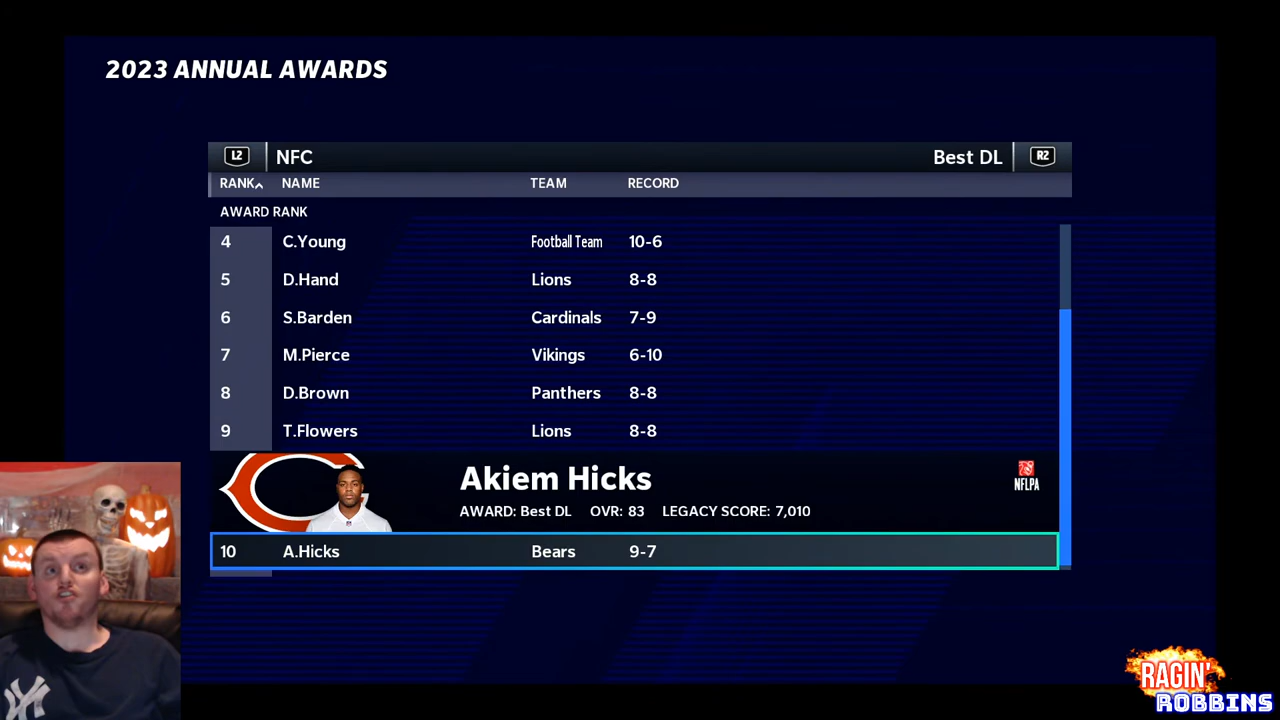 2023 ANNUAL AWARDS
L2 NFC Best DL R2
RANK NAME TEAM RECORD
AWARD RANK
4 C.Young Football Team 10-6
5 D.Hand Lions 8-8
6 S.Barden Cardinals 7-9
7 M.Pierce Vikings 6-10
8 D.Brown Panthers 8-8
9 T.Flowers Lions 8-8
Akiem Hicks
NFLPA
AWARD: Best DL OVR: 83 LEGACY SCORE: 7,010
10 A.Hicks Bears 9-7
NY
RAGIN'
ROBBINS